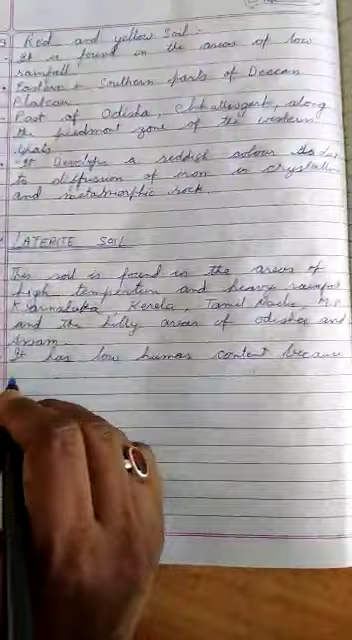 Red and yellow Soil:-
It is found in the areas of low
rainfall.
Eastern + Southern parts of Deccan
Plateau
Part of Odisha, Chhattisgarh, along
the piedmont zone of the western
Ghats
It Develops a reddish colour due
to diffusion of iron in crystalline
and metamorphic rock.
LATERITE SOIL
This soil is found in the areas of
high temperature and heavy rainfall
Karnataka, Kerela, Tamil Nadu, M.P
and the hilly areas of odisha and
Assam
It has low humas content because